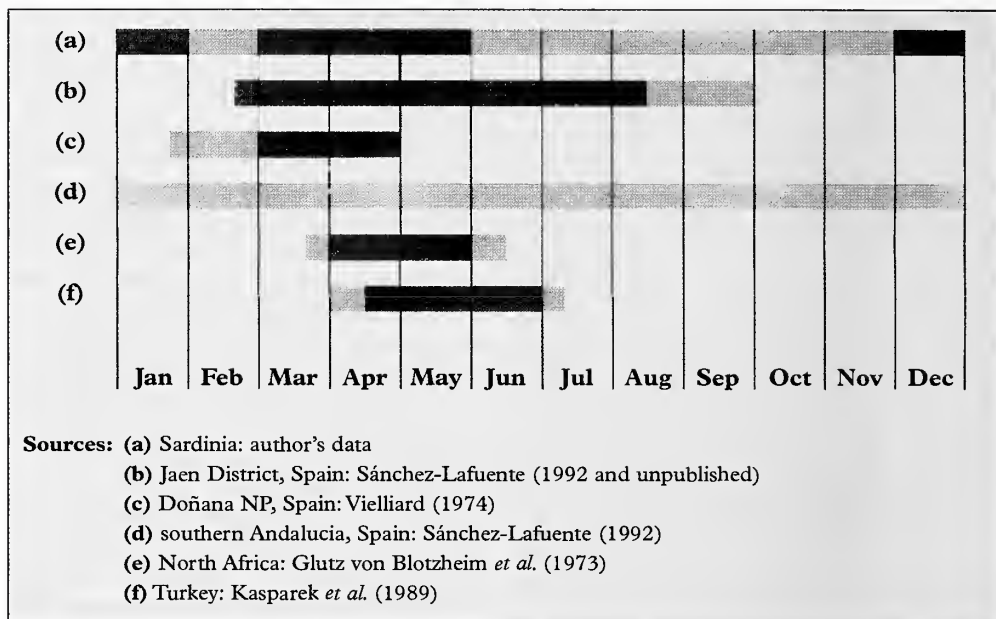 (a)
(b)
(c)
(d)
(e)
(f)
Jan Feb Mar Apr May Jun Jul Aug Sep Oct Nov Dec
Sources: (a) Sardinia: author's data
(b) Jaen District, Spain: Sánchez-Lafuente (1992 and unpublished)
(c) Doñana NP, Spain: Vielliard (1974)
(d) southern Andalucia, Spain: Sánchez-Lafuente (1992)
(e) North Africa: Glutz von Blotzheim et al. (1973)
(f) Turkey: Kasparek et al. (1989)